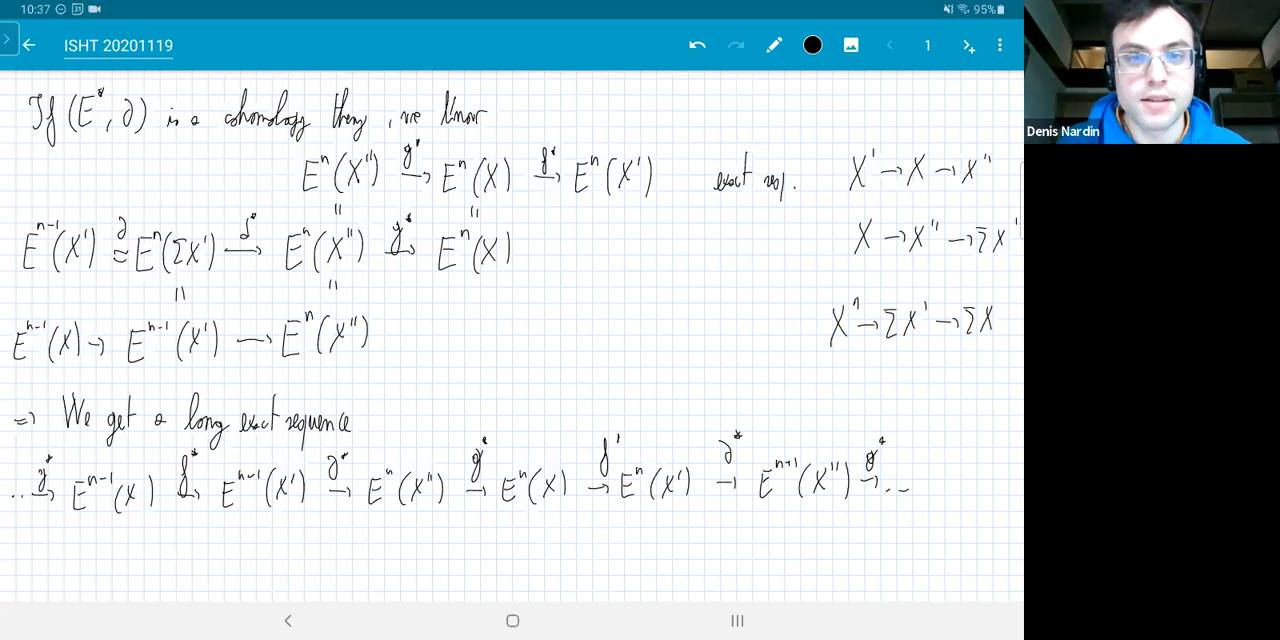 10:37 31 95%
ISHT 20201119 1
Denis Nardin
If (E*, ∂) is a cohomology theory, we know
Eⁿ(X'') →g* Eⁿ(X) →f* Eⁿ(X') exact seq. X' → X → X''
Eⁿ⁻¹(X') ≅∂ Eⁿ(ΣX') →∂* Eⁿ(X'') →g* Eⁿ(X) X → X'' → ΣX'
Eⁿ⁻¹(X) → Eⁿ⁻¹(X') → Eⁿ(X'') X'' → ΣX' → ΣX
⇒ We get a long exact sequence
.. →g* Eⁿ⁻¹(X) →f* Eⁿ⁻¹(X') →∂* Eⁿ(X'') →g* Eⁿ(X) →f* Eⁿ(X') →∂* Eⁿ⁺¹(X'') →g* ..